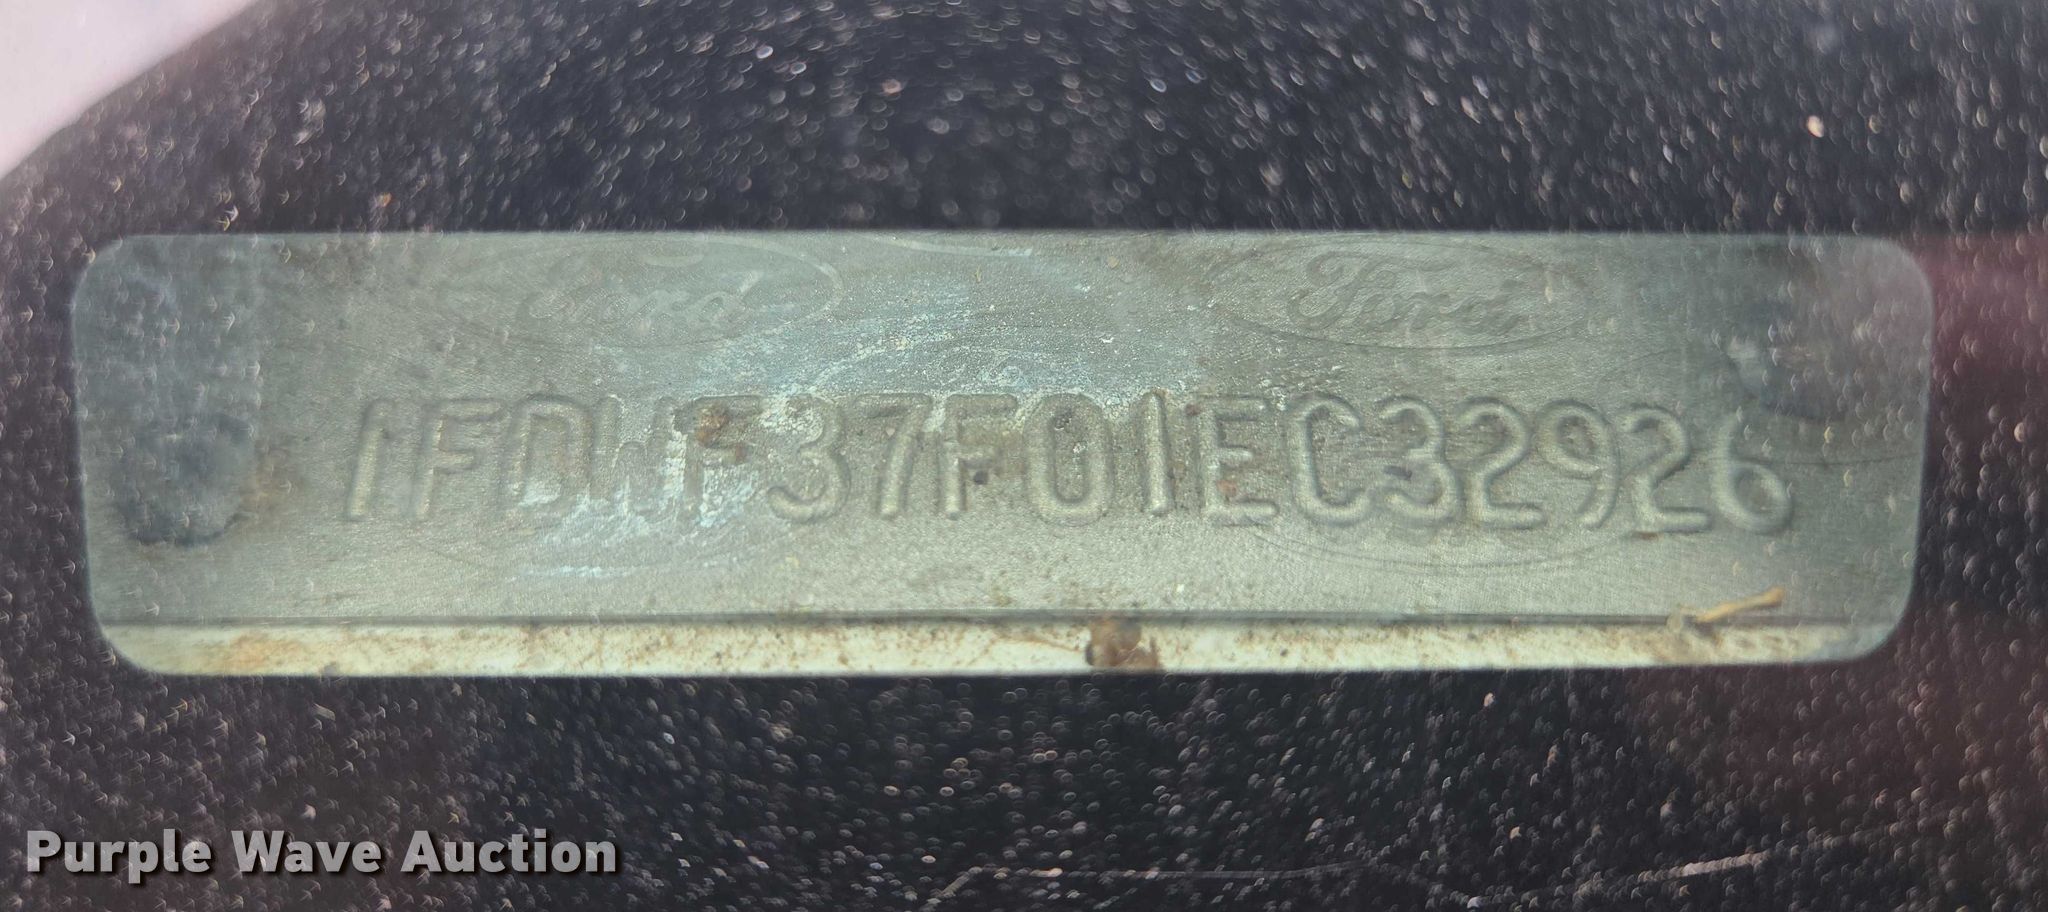 Ford Ford
1FDWF37F01EC32926
Purple Wave Auction